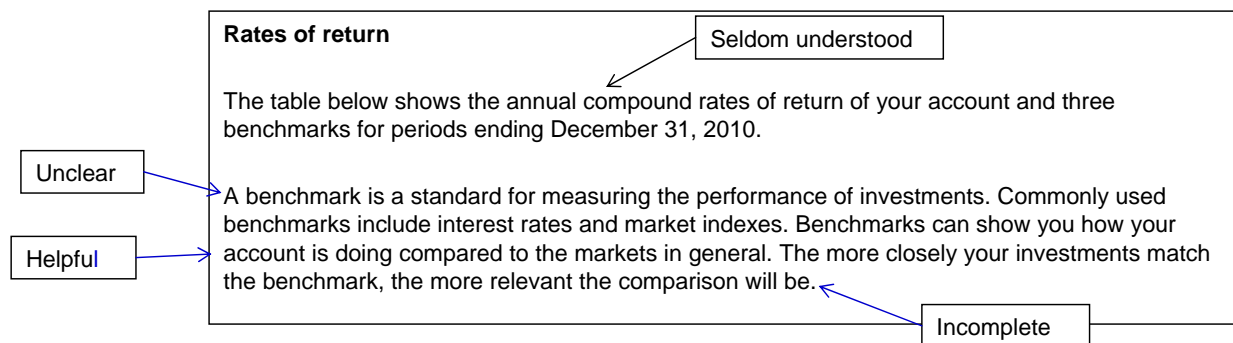 Rates of return
Seldom understood
The table below shows the annual compound rates of return of your account and three
benchmarks for periods ending December 31, 2010.
Unclear
A benchmark is a standard for measuring the performance of investments. Commonly used
benchmarks include interest rates and market indexes. Benchmarks can show you how your
Helpful
account is doing compared to the markets in general. The more closely your investments match
the benchmark, the more relevant the comparison will be.
Incomplete